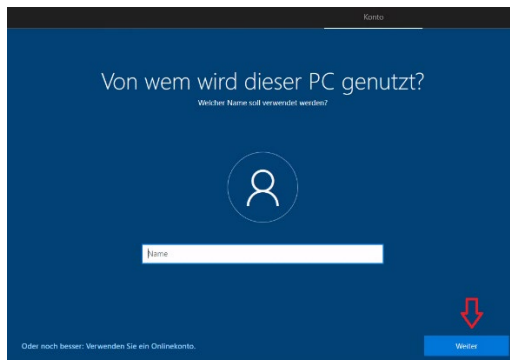 Konto
Von wem wird dieser PC genutzt?
Welcher Name soll verwendet werden?
Name
Oder noch besser: Verwenden Sie ein Onlinekonto.
Weiter